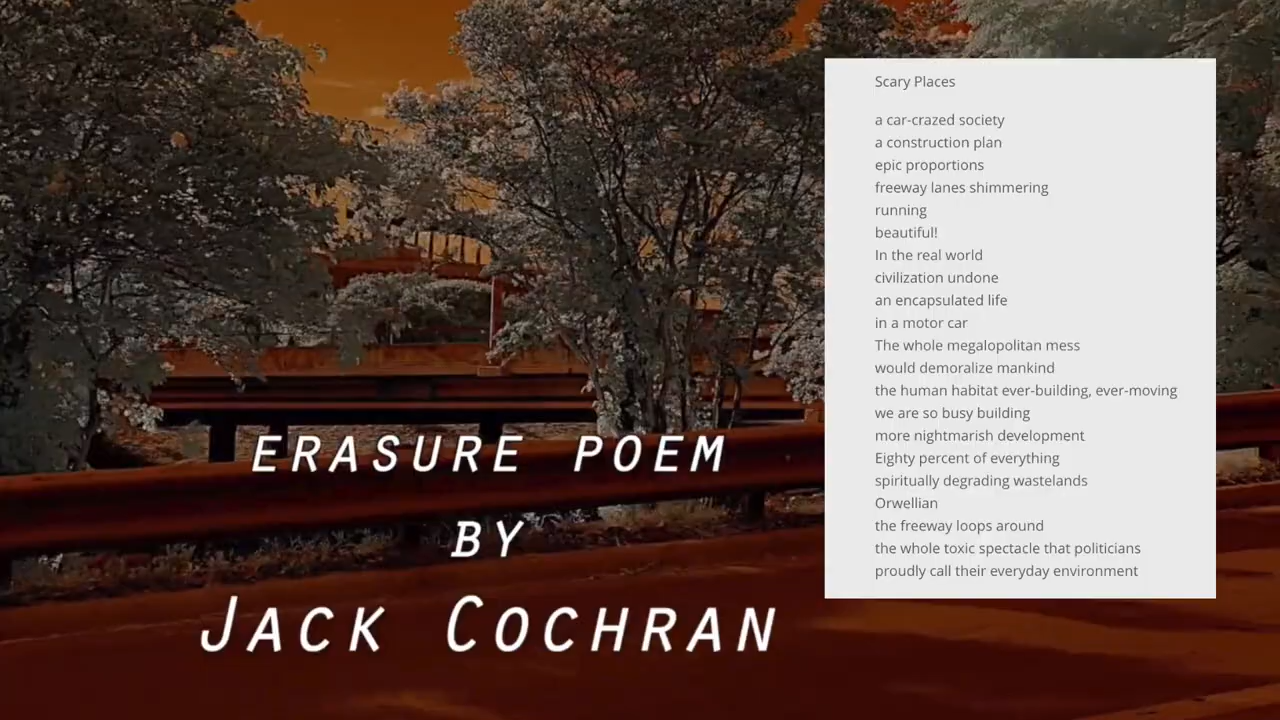 ERASURE POEM
BY
JACK COCHRAN
Scary Places
a car-crazed society
a construction plan
epic proportions
freeway lanes shimmering
running
beautiful!
In the real world
civilization undone
an encapsulated life
in a motor car
The whole megalopolitan mess
would demoralize mankind
the human habitat ever-building, ever-moving
we are so busy building
more nightmarish development
Eighty percent of everything
spiritually degrading wastelands
Orwellian
the freeway loops around
the whole toxic spectacle that politicians
proudly call their everyday environment